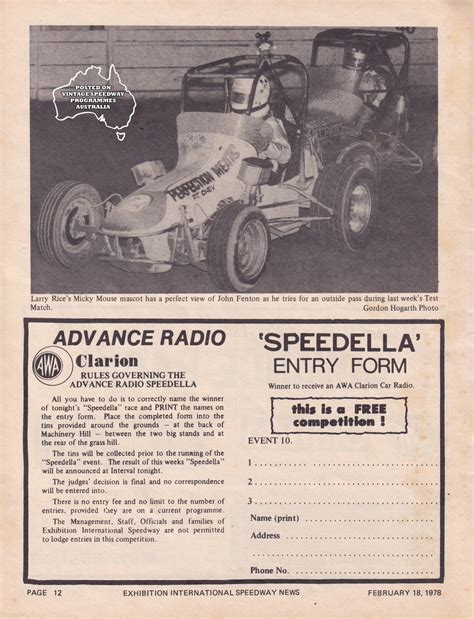 POSTED ON
VINTAGE SPEEDWAY
PROGRAMMES
AUSTRALIA
PERFECTION MENS
CHEV
Larry Rice's Micky Mouse mascot has a perfect view of John Fenton as he tries for an outside pass during last week's Test
Match. Gordon Hogarth Photo
ADVANCE RADIO
AWA
Clarion
RULES GOVERNING THE
ADVANCE RADIO SPEEDELLA
All you have to do is to correctly name the winner
of tonight's "Speedella" race and PRINT the names on
the entry form. Place the completed form into the
tins provided around the grounds – at the back of
Machinery Hill – between the two big stands and at
the rear of the grass hill.
The tins will be collected prior to the running of the
"Speedella" event. The result of this weeks "Speedella"
will be announced at Interval tonight.
The judges' decision is final and no correspondence
will be entered into.
There is no entry fee and no limit to the number of
entries, provided they are on a current programme.
The Management, Staff, Officials and families of
Exhibition International Speedway are not permitted
to lodge entries in this competition.
'SPEEDELLA'
ENTRY FORM
Winner to receive an AWA Clarion Car Radio.
this is a FREE
competition !
EVENT 10.
1.
2.
3.
Name (print)
Address
Phone No.
PAGE 12 EXHIBITION INTERNATIONAL SPEEDWAY NEWS FEBRUARY 18, 1978